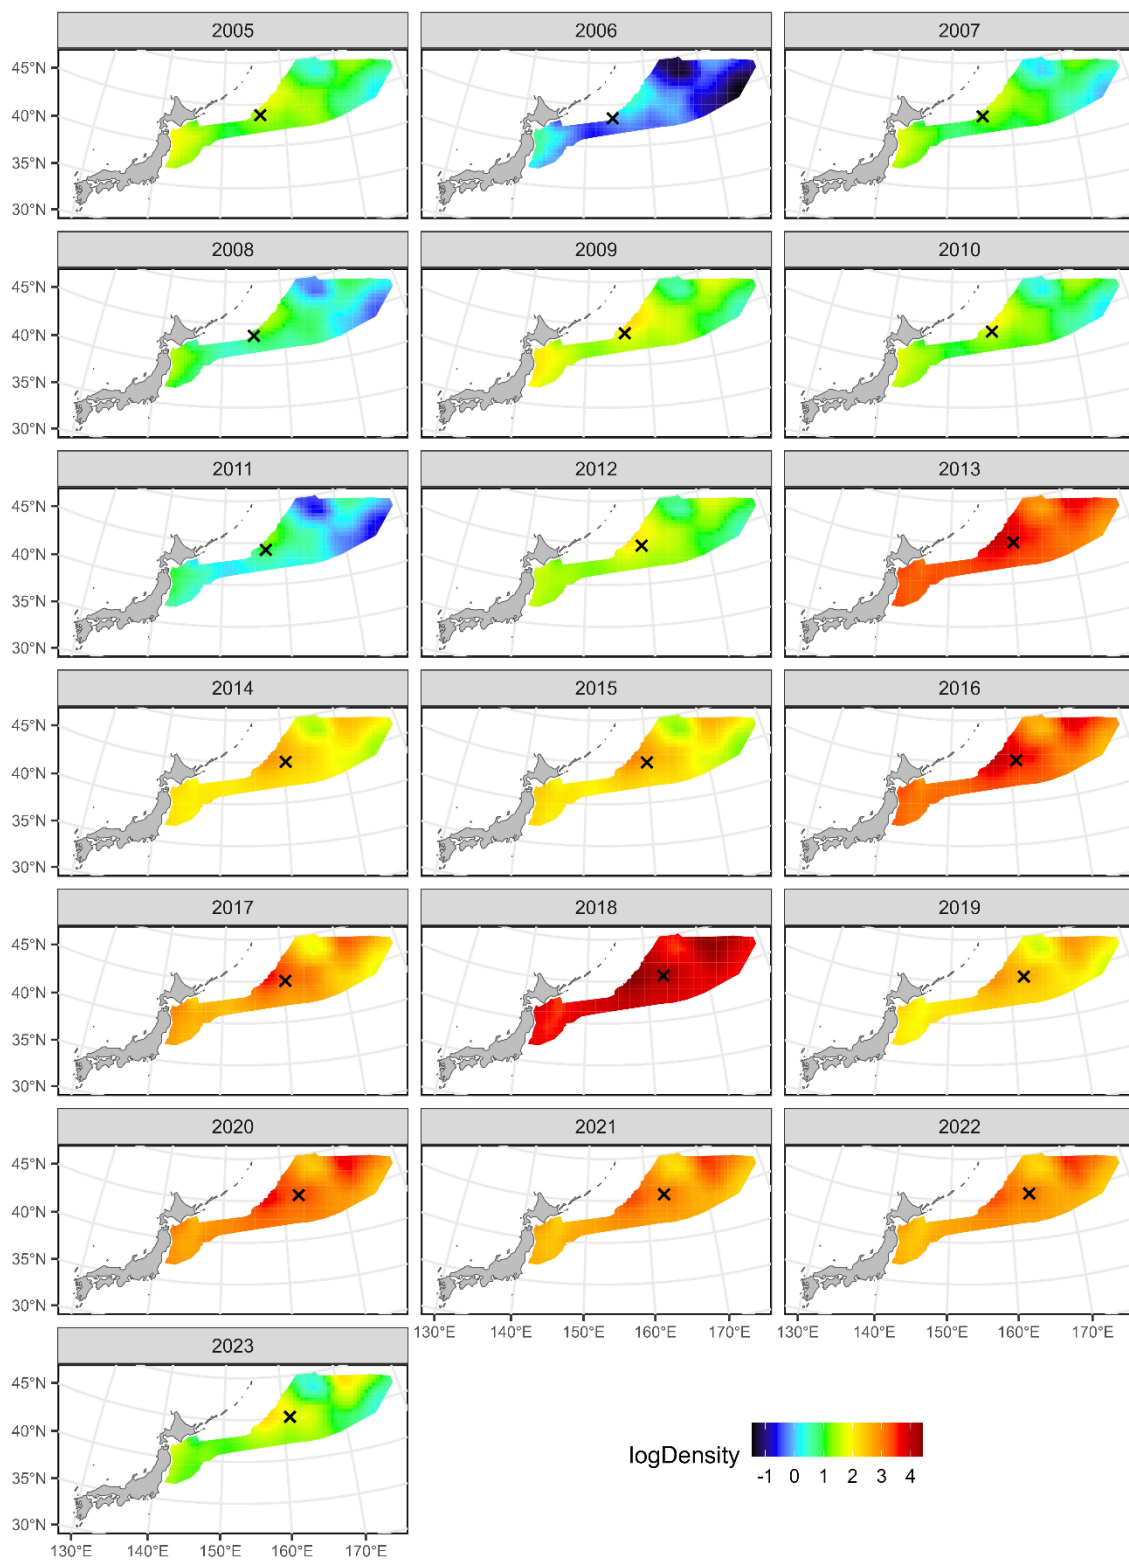 2005 2006 2007
45°N
40°N
35°N
30°N
2008 2009 2010
45°N
40°N
35°N
30°N
2011 2012 2013
45°N
40°N
35°N
30°N
2014 2015 2016
45°N
40°N
35°N
30°N
2017 2018 2019
45°N
40°N
35°N
30°N
2020 2021 2022
45°N
40°N
35°N
30°N
130°E 140°E 150°E 160°E 170°E 130°E 140°E 150°E 160°E 170°E
2023
45°N
40°N
35°N
30°N
130°E 140°E 150°E 160°E 170°E
logDensity
-1 0 1 2 3 4